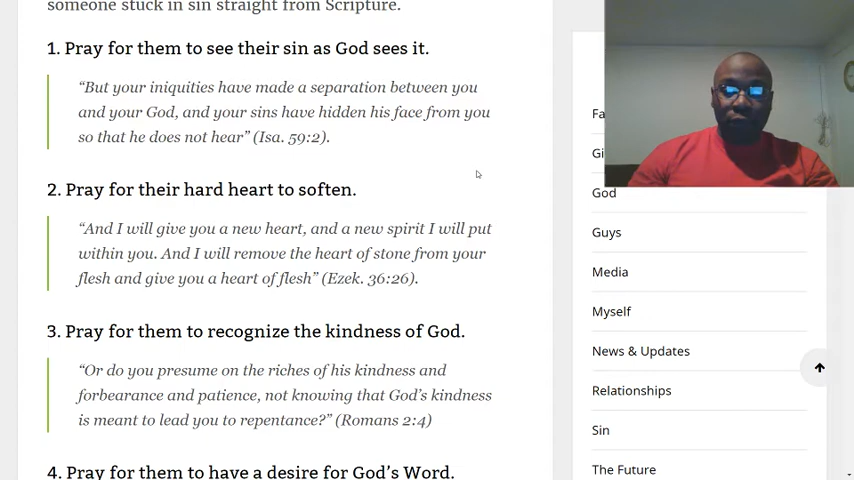 someone stuck in sin straight from Scripture.
1. Pray for them to see their sin as God sees it.
“But your iniquities have made a separation between you
and your God, and your sins have hidden his face from you
so that he does not hear” (Isa. 59:2).
2. Pray for their hard heart to soften.
“And I will give you a new heart, and a new spirit I will put
within you. And I will remove the heart of stone from your
flesh and give you a heart of flesh” (Ezek. 36:26).
3. Pray for them to recognize the kindness of God.
“Or do you presume on the riches of his kindness and
forbearance and patience, not knowing that God’s kindness
is meant to lead you to repentance?” (Romans 2:4)
4. Pray for them to have a desire for God’s Word.
Fa
Gi
God
Guys
Media
Myself
News & Updates
Relationships
Sin
The Future